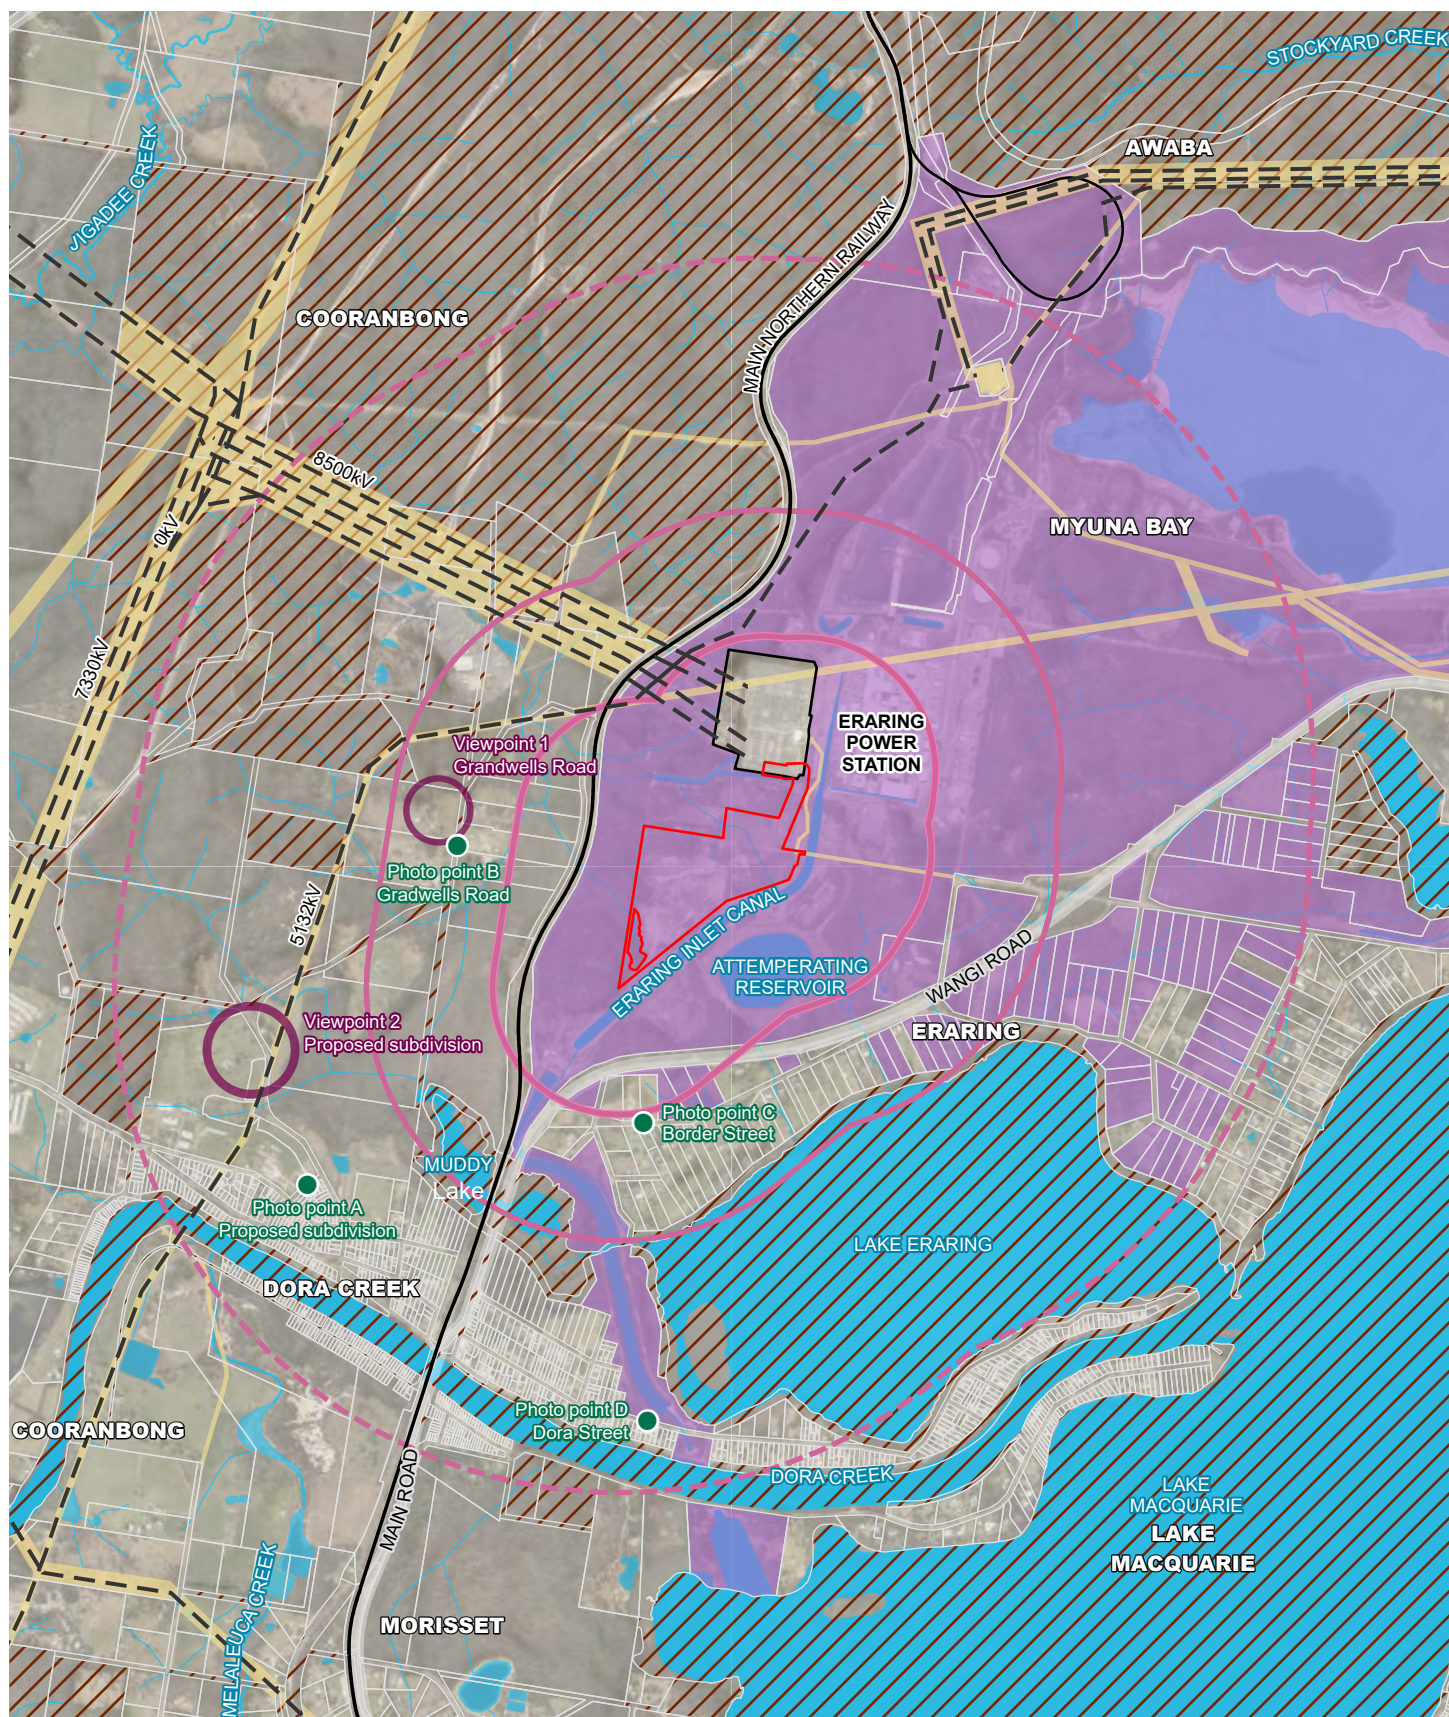 STOCKYARD CREEK
AWABA
JIGADEE CREEK
MAIN NORTHERN RAILWAY
COORANBONG
8500kV
0kV
MYUNA BAY
7330kV
ERARING
POWER
STATION
Viewpoint 1
Grandwells Road
Photo point B
Gradwells Road
5132kV
ERARING INLET CANAL
ATTEMPERATING
RESERVOIR
WANGI ROAD
Viewpoint 2
Proposed subdivision
ERARING
Photo point C
Border Street
MUDDY
Lake
Photo point A
Proposed subdivision
LAKE ERARING
DORA CREEK
Photo point D
Dora Street
COORANBONG
MAIN ROAD
DORA CREEK
LAKE
MACQUARIE
LAKE
MACQUARIE
MELALEUCA CREEK
MORISSET